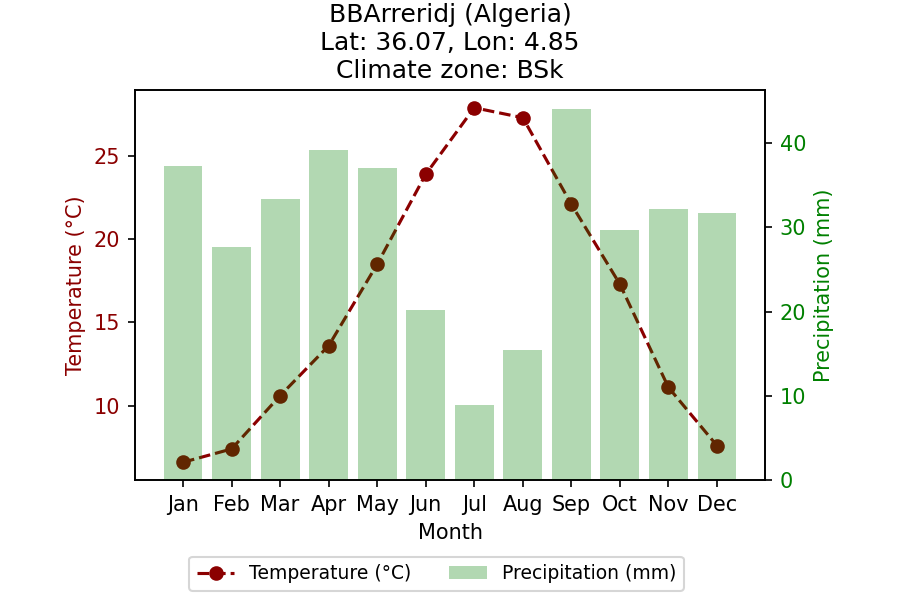 BBArreridj (Algeria)
Lat: 36.07, Lon: 4.85
Climate zone: BSk
Temperature (°C)
25
20
15
10
40
30
20
10
0
Precipitation (mm)
Jan Feb Mar Apr May Jun Jul Aug Sep Oct Nov Dec
Month
Temperature (°C) Precipitation (mm)